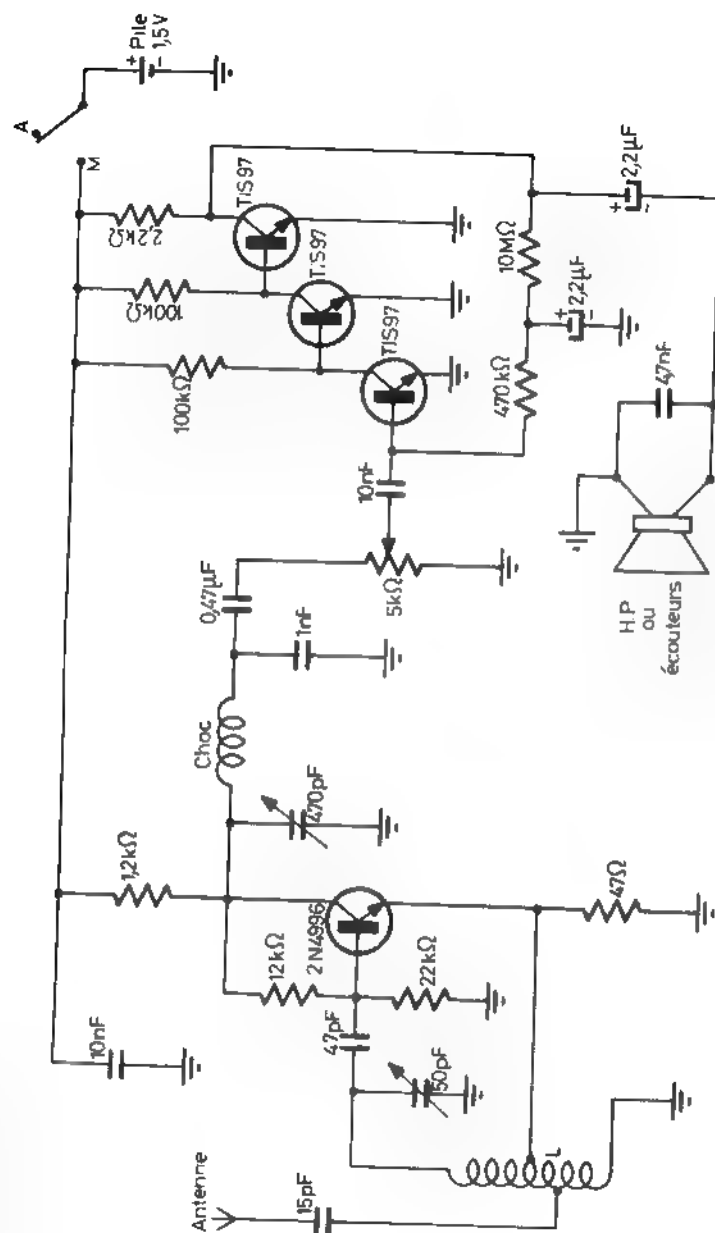 Antenne
15pF
L
10nF
50pF
47pF
12kΩ
22kΩ
2N4996
1,2kΩ
47Ω
470pF
Choc
1nF
0,47µF
5kΩ
10nF
100kΩ
TIS97
100kΩ
TIS97
2,2kΩ
TIS97
M
A
+ Pile
- 1,5V
470kΩ
+ 2,2µF
-
10MΩ
+ 2,2µF
-
47nF
H.P
ou
écouteurs